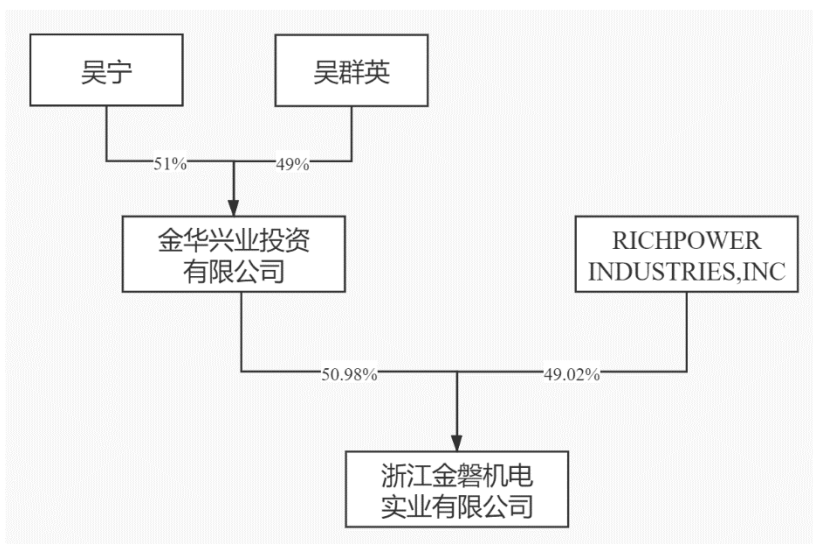 吴宁
吴群英
51%
49%
金华兴业投资
有限公司
RICHPOWER
INDUSTRIES,INC
50.98%
49.02%
浙江金磐机电
实业有限公司